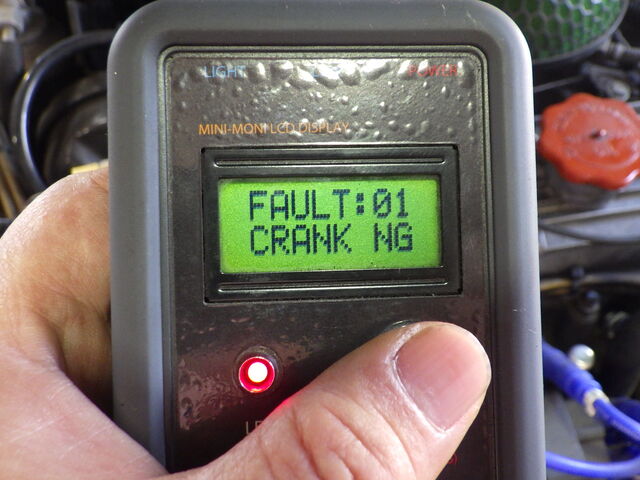 LIGHT POWER
MINI-MONI LCD DISPLAY
FAULT:01
CRANK NG